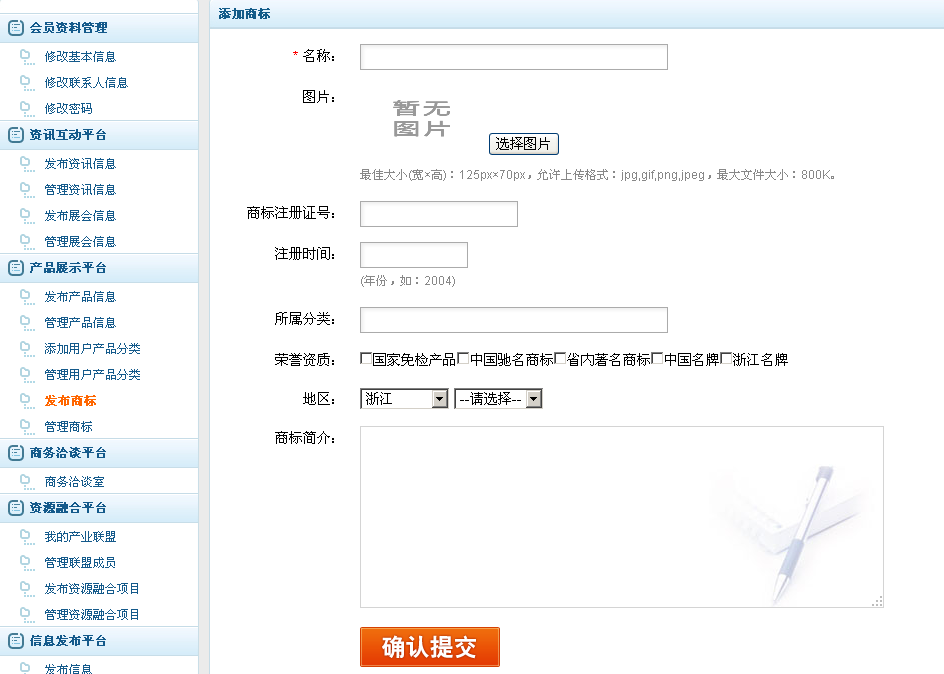 会员资料管理
修改基本信息
修改联系人信息
修改密码
资讯互动平台
发布资讯信息
管理资讯信息
发布展会信息
管理展会信息
产品展示平台
发布产品信息
管理产品信息
添加用户产品分类
管理用户产品分类
发布商标
管理商标
商务洽谈平台
商务洽谈室
资源融合平台
我的产业联盟
管理联盟成员
发布资源融合项目
管理资源融合项目
信息发布平台
发布信息
添加商标
* 名称：
图片：
暂无
图片
选择图片
最佳大小(宽×高)：125px×70px，允许上传格式：jpg,gif,png,jpeg，最大文件大小：800K。
商标注册证号：
注册时间：
(年份，如：2004)
所属分类：
荣誉资质： 国家免检产品 中国驰名商标 省内著名商标 中国名牌 浙江名牌
地区： 浙江 --请选择--
商标简介：
确认提交